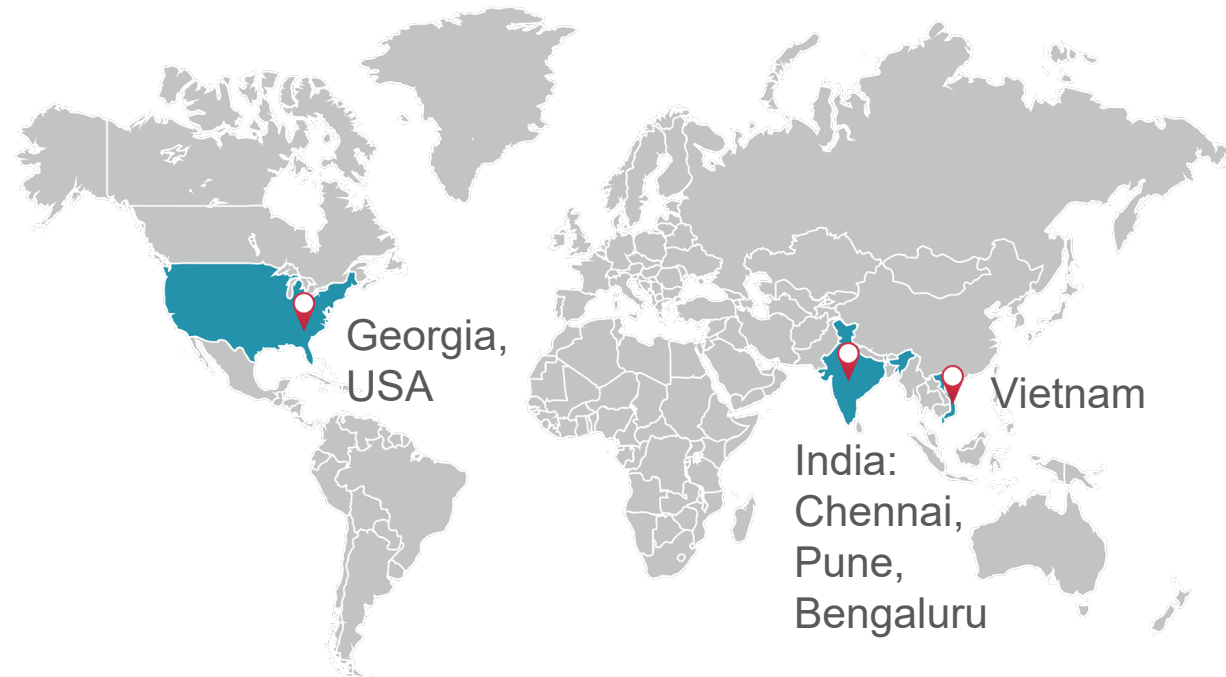 Georgia,
USA
Vietnam
India:
Chennai,
Pune,
Bengaluru